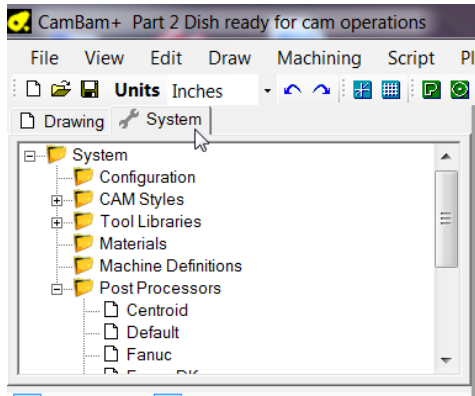 CamBam+ Part 2 Dish ready for cam operations
File View Edit Draw Machining Script
Units Inches
Drawing System
System
Configuration
CAM Styles
Tool Libraries
Materials
Machine Definitions
Post Processors
Centroid
Default
Fanuc